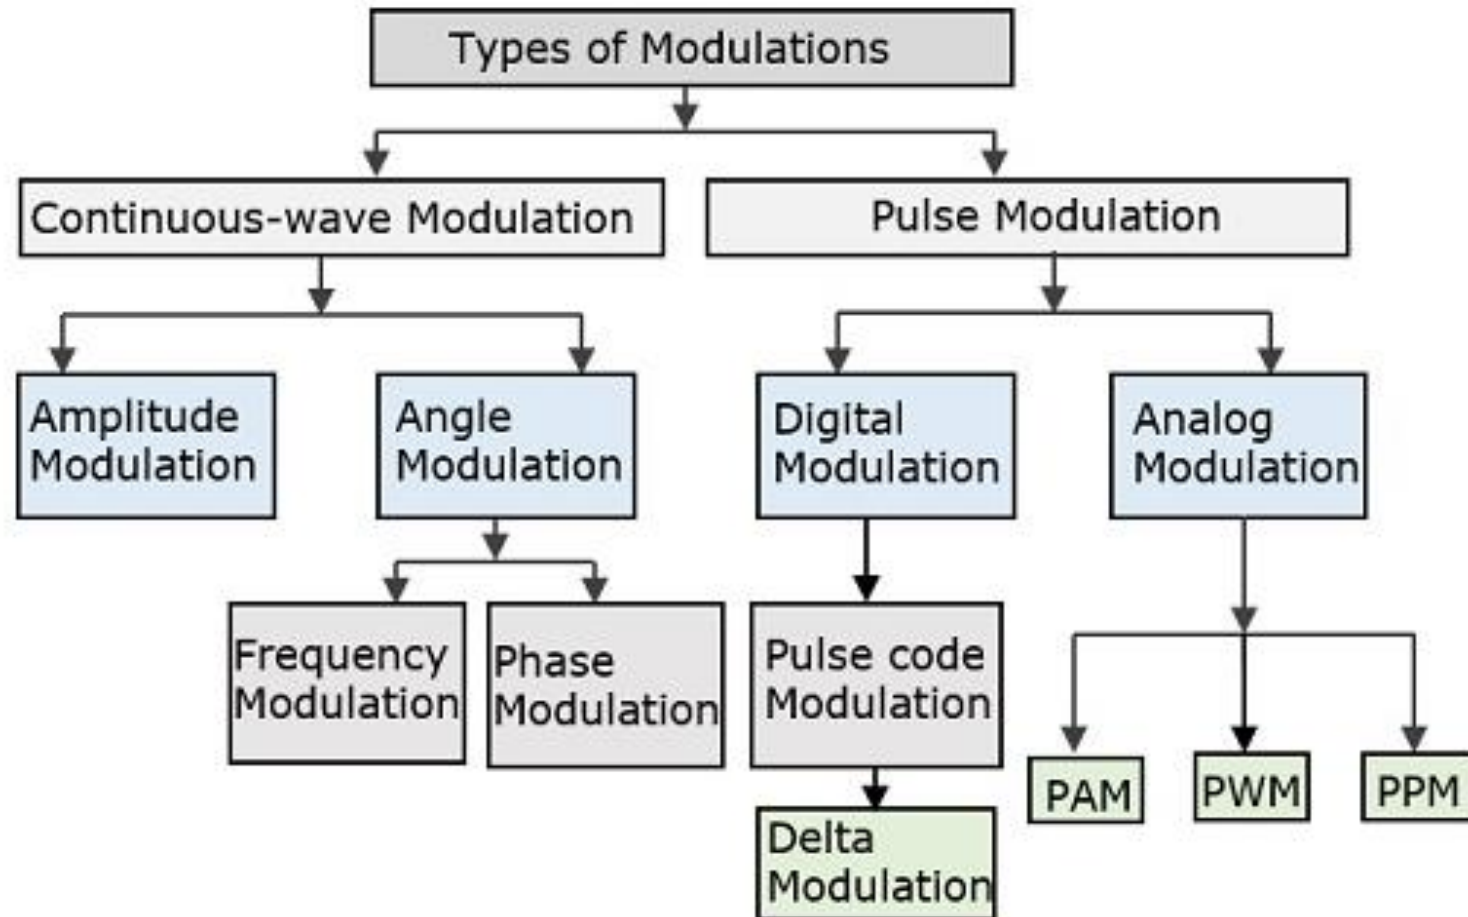 Types of Modulations
Continuous-wave Modulation
Pulse Modulation
Amplitude
Modulation
Angle
Modulation
Digital
Modulation
Analog
Modulation
Frequency
Modulation
Phase
Modulation
Pulse code
Modulation
PAM
PWM
PPM
Delta
Modulation